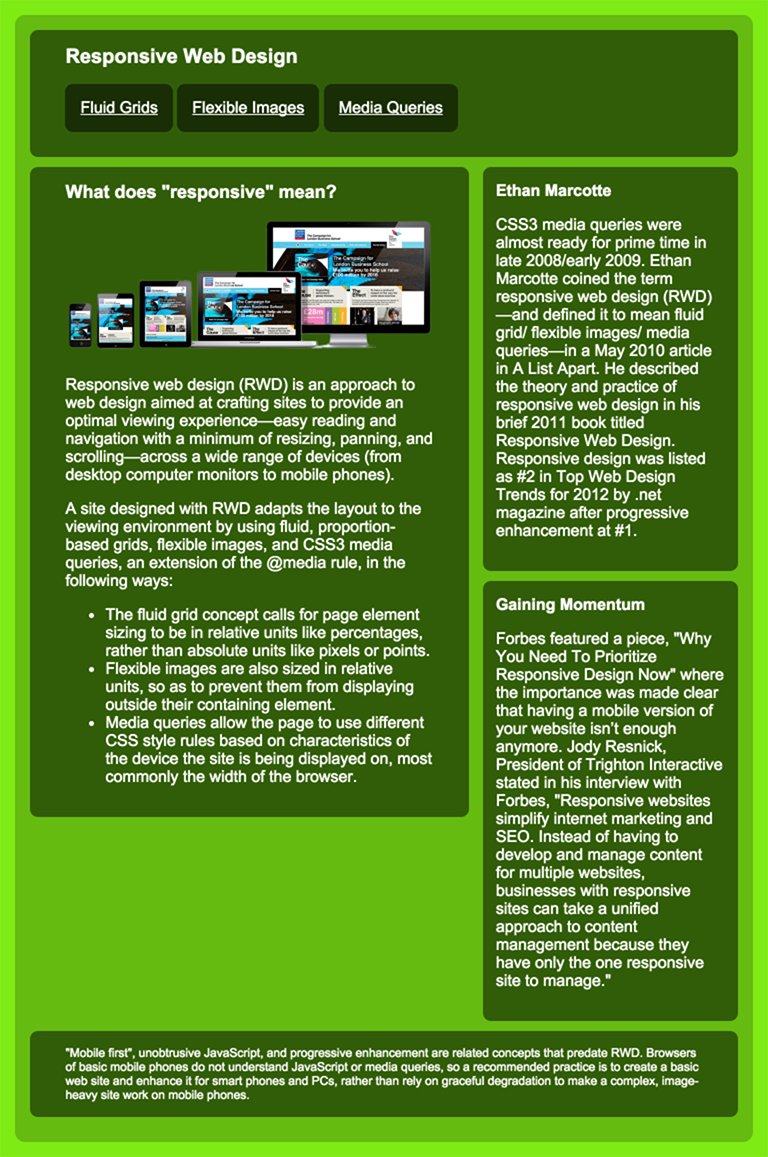 Responsive Web Design
Fluid Grids
Flexible Images
Media Queries
What does "responsive" mean?
The Campaign for
London Business School
£28m
Responsive web design (RWD) is an approach to
web design aimed at crafting sites to provide an
optimal viewing experience—easy reading and
navigation with a minimum of resizing, panning, and
scrolling—across a wide range of devices (from
desktop computer monitors to mobile phones).
A site designed with RWD adapts the layout to the
viewing environment by using fluid, proportion-
based grids, flexible images, and CSS3 media
queries, an extension of the @media rule, in the
following ways:
• The fluid grid concept calls for page element
sizing to be in relative units like percentages,
rather than absolute units like pixels or points.
• Flexible images are also sized in relative
units, so as to prevent them from displaying
outside their containing element.
• Media queries allow the page to use different
CSS style rules based on characteristics of
the device the site is being displayed on, most
commonly the width of the browser.
Ethan Marcotte
CSS3 media queries were
almost ready for prime time in
late 2008/early 2009. Ethan
Marcotte coined the term
responsive web design (RWD)
—and defined it to mean fluid
grid/ flexible images/ media
queries—in a May 2010 article
in A List Apart. He described
the theory and practice of
responsive web design in his
brief 2011 book titled
Responsive Web Design.
Responsive design was listed
as #2 in Top Web Design
Trends for 2012 by .net
magazine after progressive
enhancement at #1.
Gaining Momentum
Forbes featured a piece, "Why
You Need To Prioritize
Responsive Design Now" where
the importance was made clear
that having a mobile version of
your website isn't enough
anymore. Jody Resnick,
President of Trighton Interactive
stated in his interview with
Forbes, "Responsive websites
simplify internet marketing and
SEO. Instead of having to
develop and manage content
for multiple websites,
businesses with responsive
sites can take a unified
approach to content
management because they
have only the one responsive
site to manage."
"Mobile first", unobtrusive JavaScript, and progressive enhancement are related concepts that predate RWD. Browsers
of basic mobile phones do not understand JavaScript or media queries, so a recommended practice is to create a basic
web site and enhance it for smart phones and PCs, rather than rely on graceful degradation to make a complex, image-
heavy site work on mobile phones.